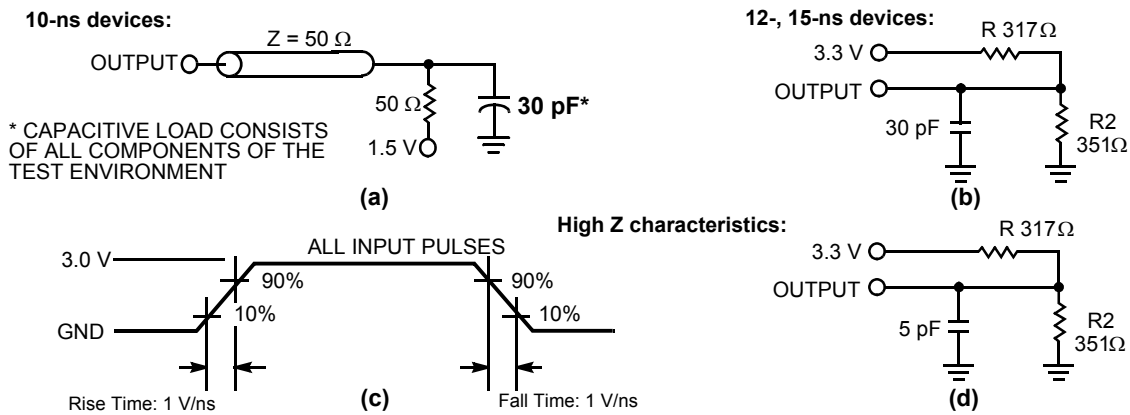 10-ns devices:
Z = 50 Ω
OUTPUT
50 Ω
30 pF*
1.5 V
* CAPACITIVE LOAD CONSISTS
OF ALL COMPONENTS OF THE
TEST ENVIRONMENT
(a)
12-, 15-ns devices:
R 317Ω
3.3 V
OUTPUT
30 pF
R2
351Ω
(b)
3.0 V
ALL INPUT PULSES
90%
90%
10%
10%
GND
Rise Time: 1 V/ns
(c)
Fall Time: 1 V/ns
High Z characteristics:
R 317Ω
3.3 V
OUTPUT
5 pF
R2
351Ω
(d)